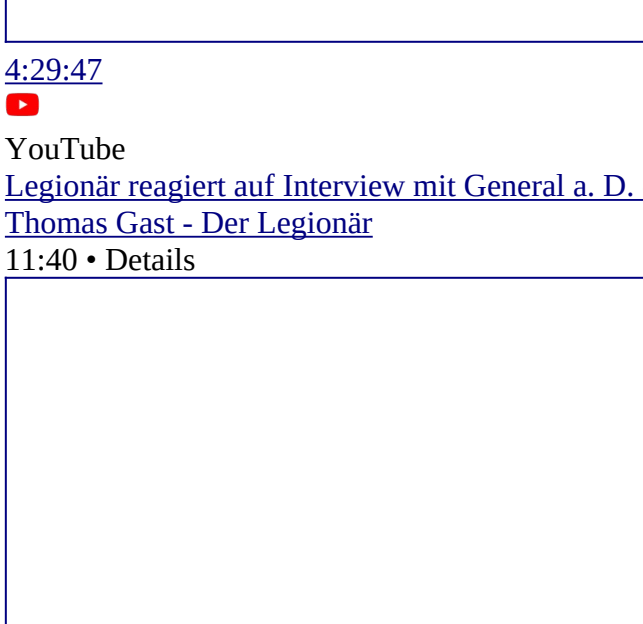 4:29:47
YouTube
Legionär reagiert auf Interview mit General a. D.
Thomas Gast - Der Legionär
11:40 • Details